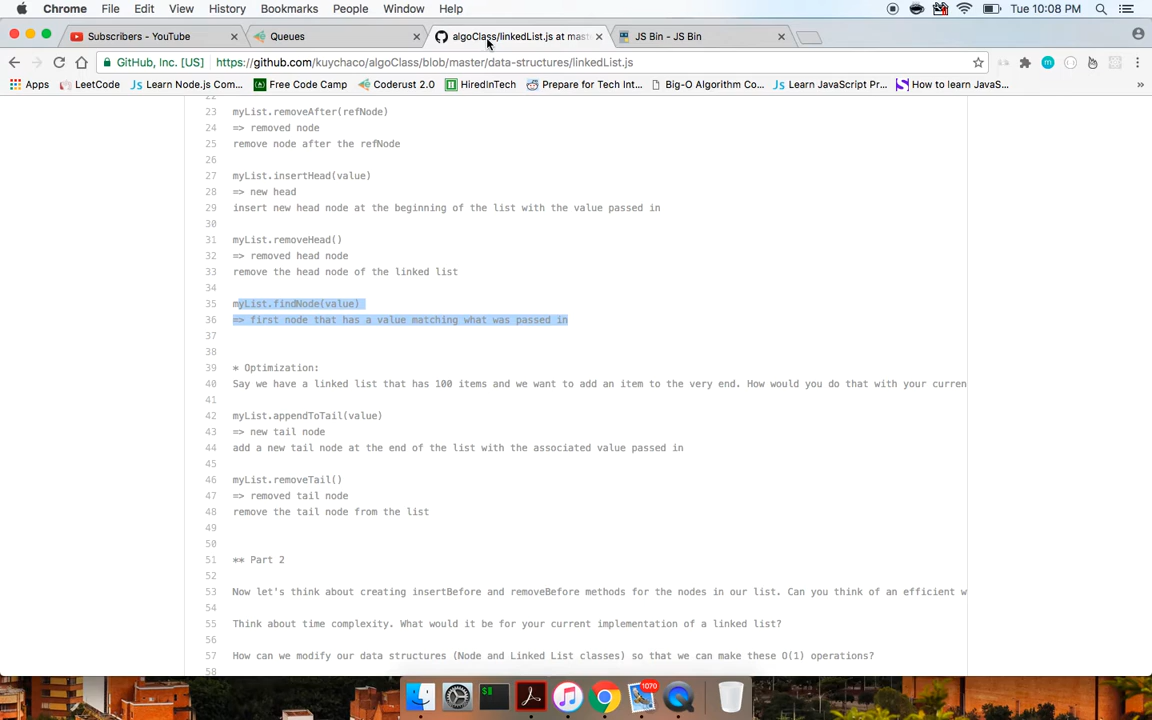 Chrome File Edit View History Bookmarks People Window Help Tue 10:08 PM
Subscribers - YouTube Queues algoClass/linkedList.js at mast JS Bin - JS Bin
GitHub, Inc. [US] https://github.com/kuychaco/algoClass/blob/master/data-structures/linkedList.js
Apps LeetCode Learn Node.js Com... Free Code Camp Coderust 2.0 HiredInTech Prepare for Tech Int... Big-O Algorithm Co... Learn JavaScript Pr... How to learn JavaS... »
22
23 myList.removeAfter(refNode)
24 => removed node
25 remove node after the refNode
26
27 myList.insertHead(value)
28 => new head
29 insert new head node at the beginning of the list with the value passed in
30
31 myList.removeHead()
32 => removed head node
33 remove the head node of the linked list
34
35 myList.findNode(value)
36 => first node that has a value matching what was passed in
37
38
39 * Optimization:
40 Say we have a linked list that has 100 items and we want to add an item to the very end. How would you do that with your curren
41
42 myList.appendToTail(value)
43 => new tail node
44 add a new tail node at the end of the list with the associated value passed in
45
46 myList.removeTail()
47 => removed tail node
48 remove the tail node from the list
49
50
51 ** Part 2
52
53 Now let's think about creating insertBefore and removeBefore methods for the nodes in our list. Can you think of an efficient w
54
55 Think about time complexity. What would it be for your current implementation of a linked list?
56
57 How can we modify our data structures (Node and Linked List classes) so that we can make these O(1) operations?
58
1070